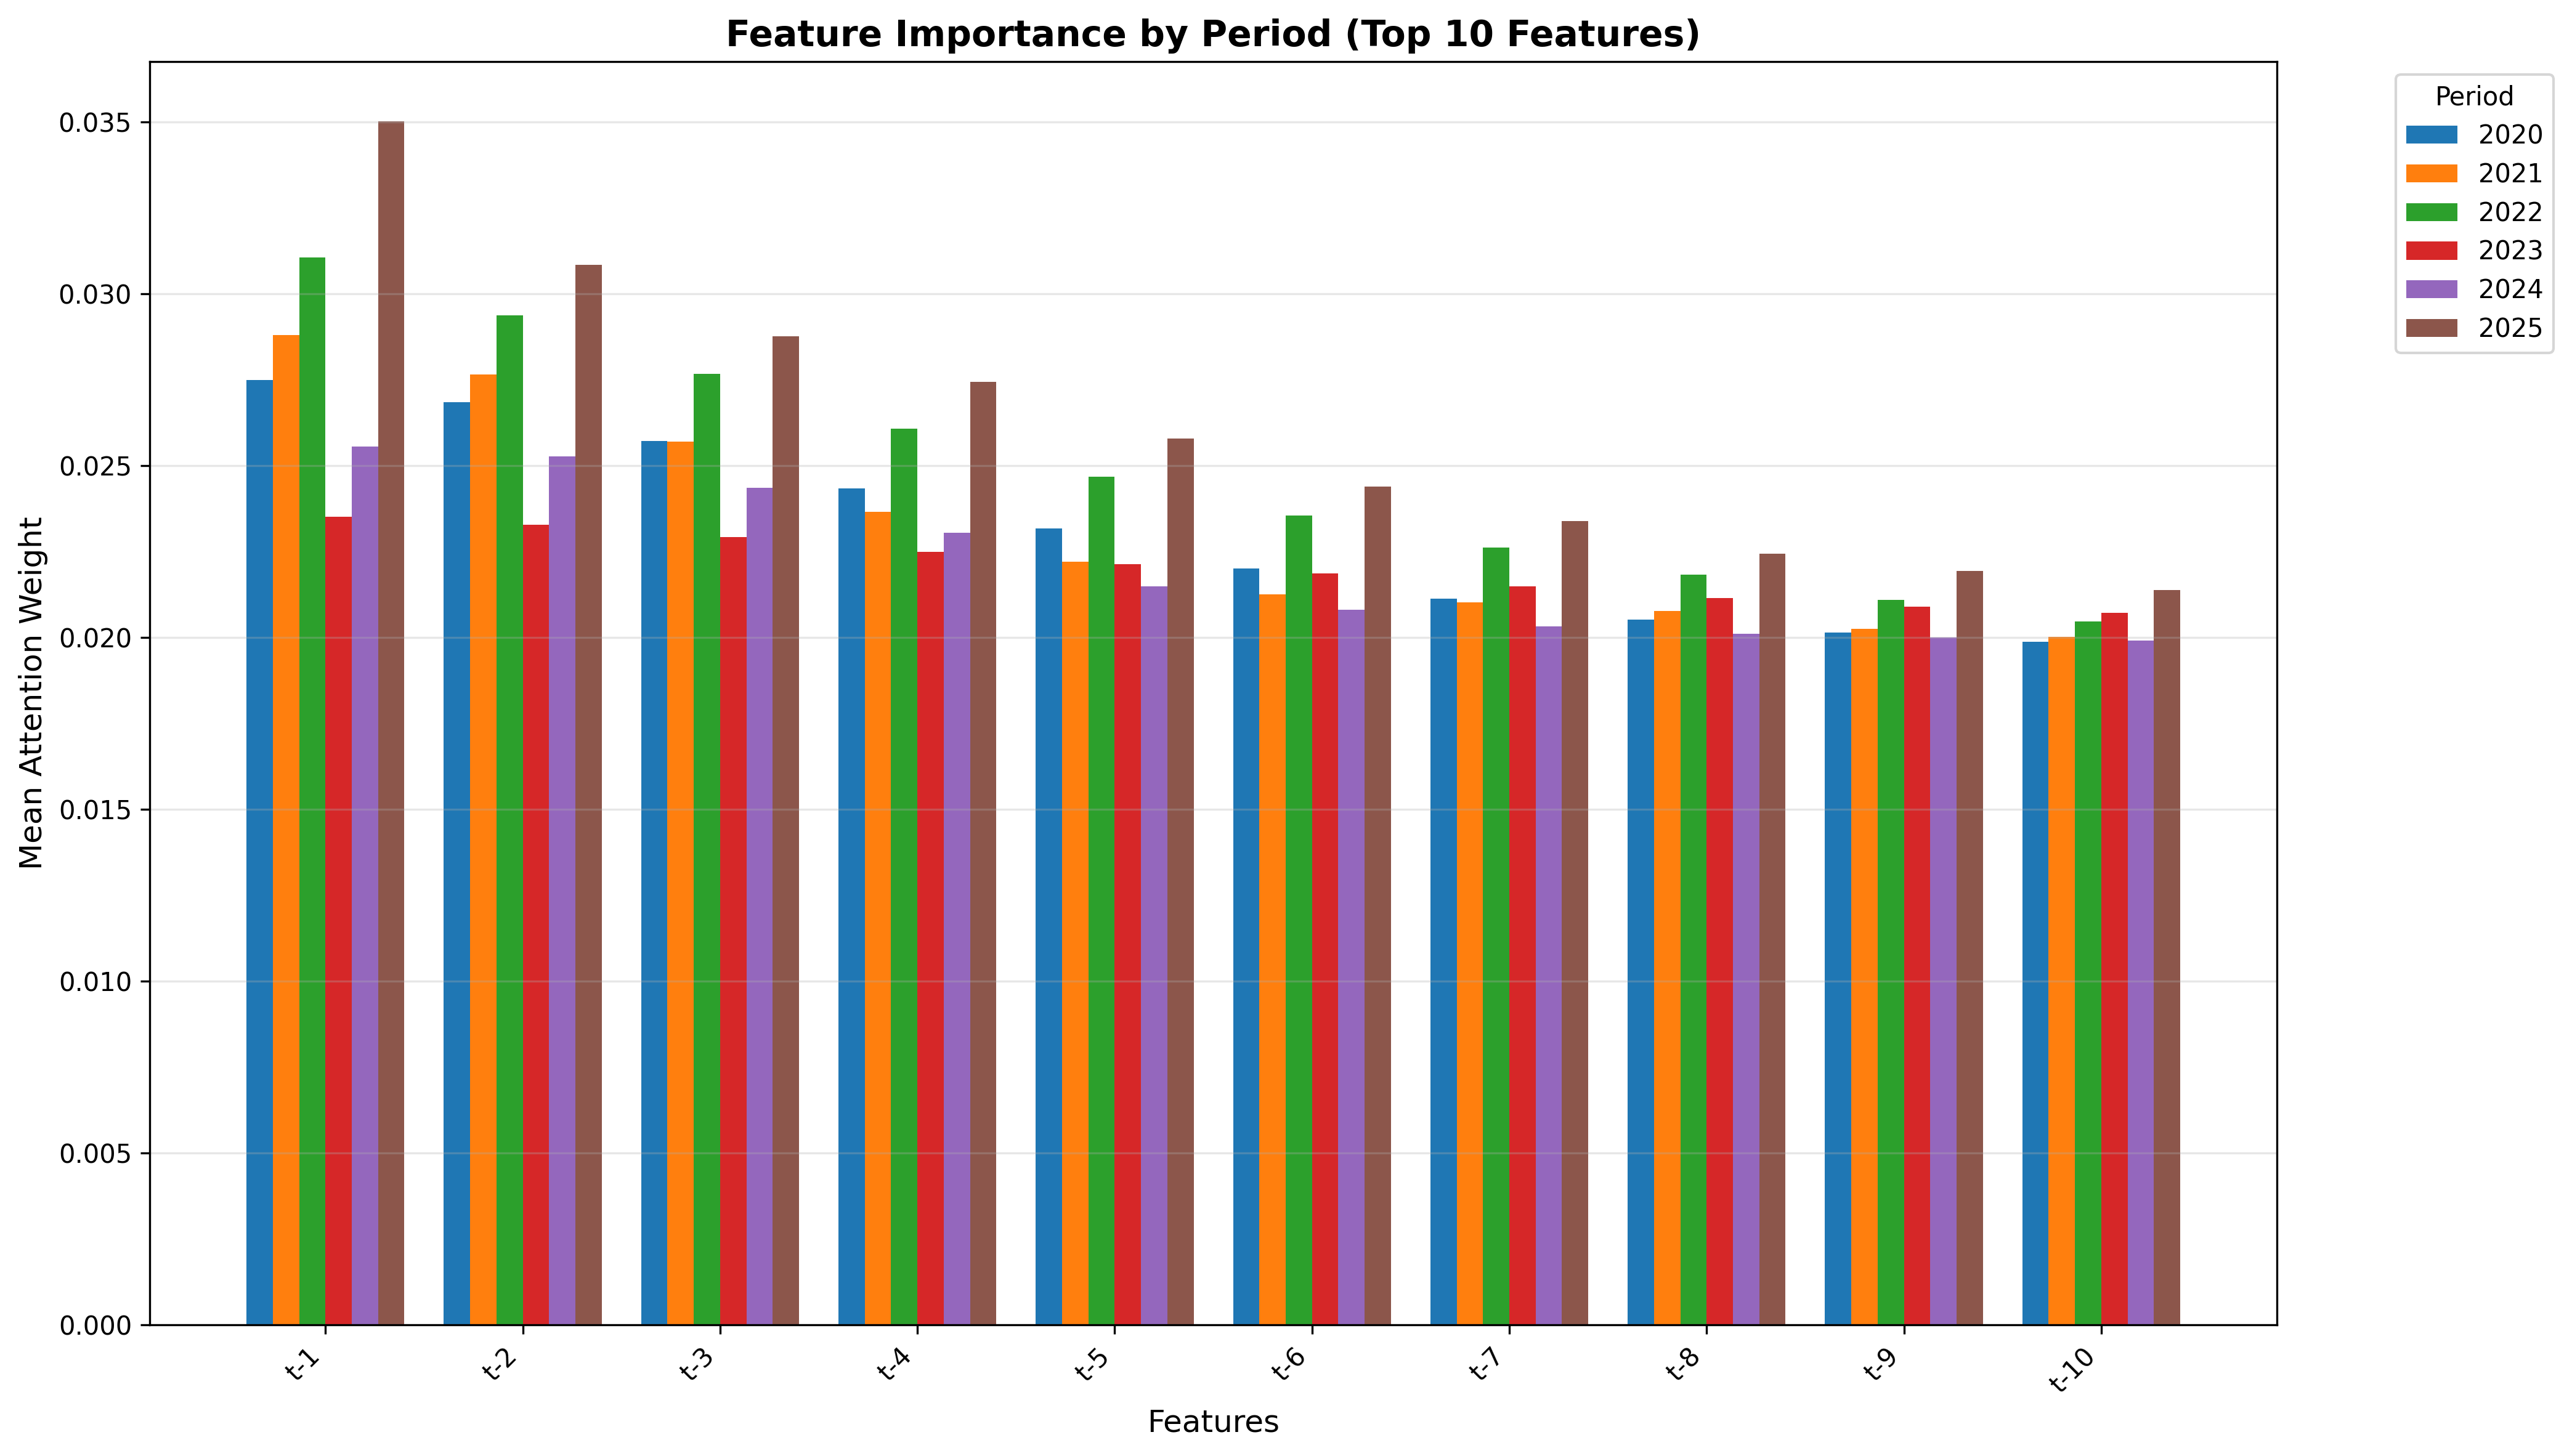 Feature Importance by Period (Top 10 Features)
Mean Attention Weight
0.035
0.030
0.025
0.020
0.015
0.010
0.005
0.000
t-1
t-2
t-3
t-4
t-5
t-6
t-7
t-8
t-9
t-10
Features
Period
2020
2021
2022
2023
2024
2025